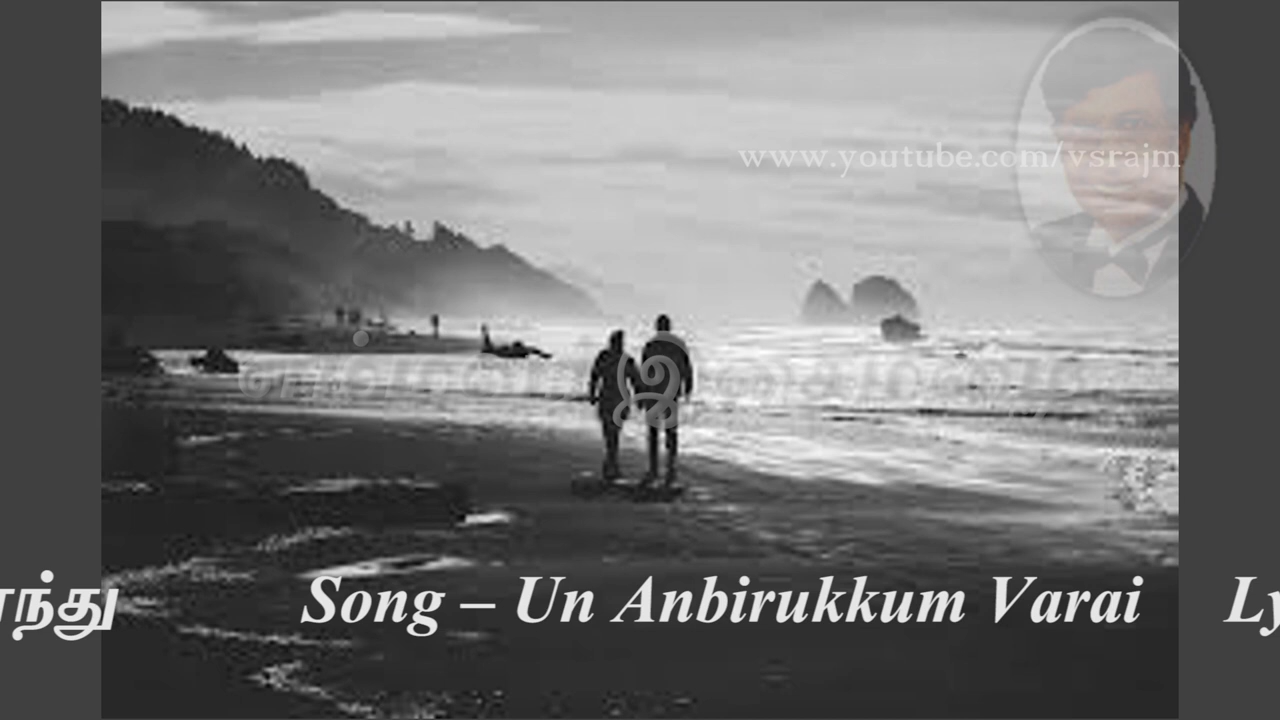 www.youtube.com/vsrajm
ந்து Song – Un Anbirukkum Varai Ly